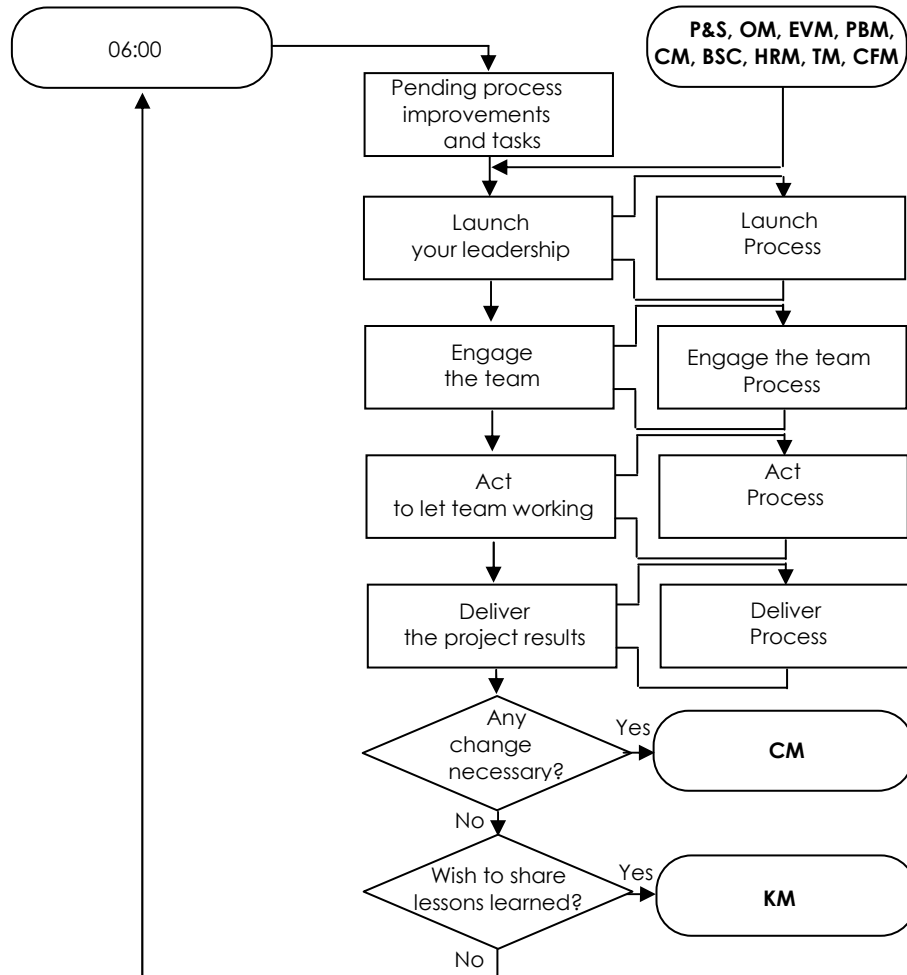 06:00
P&S, OM, EVM, PBM,
CM, BSC, HRM, TM, CFM
Pending process
improvements
and tasks
Launch
your leadership
Launch
Process
Engage
the team
Engage the team
Process
Act
to let team working
Act
Process
Deliver
the project results
Deliver
Process
Any
change
necessary?
Yes
CM
No
Wish to share
lessons learned?
Yes
KM
No